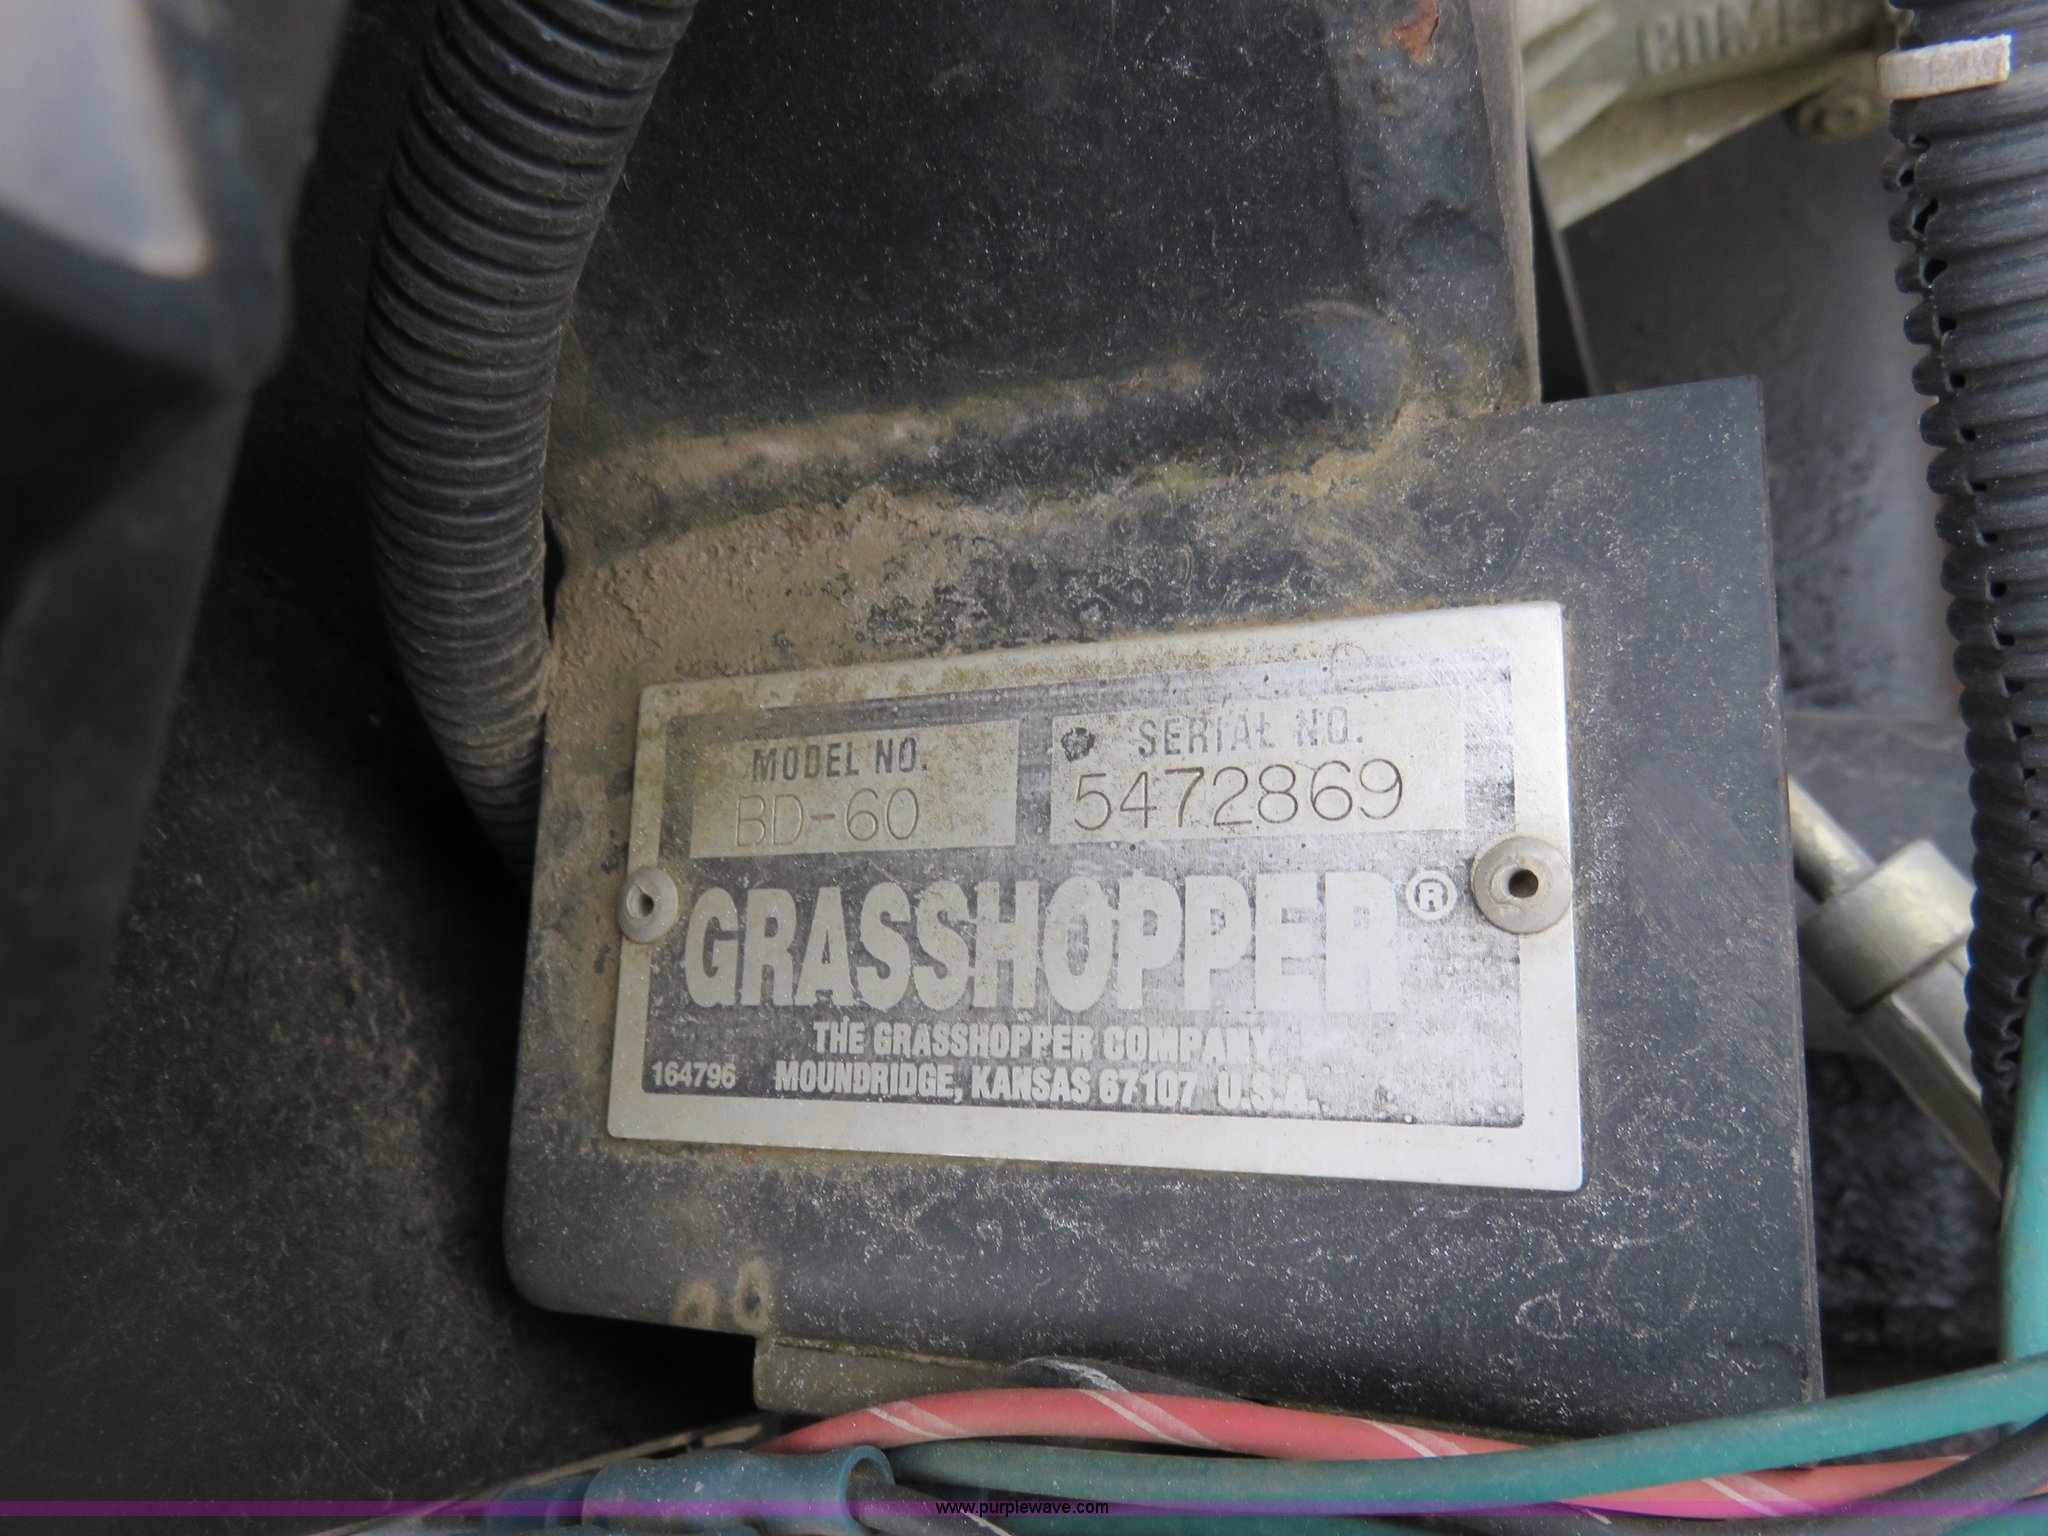 MODEL NO.
BD-60
SERIAL NO.
5472869
GRASSHOPPER®
THE GRASSHOPPER COMPANY
164796 MOUNDRIDGE, KANSAS 67107 U.S.A.
www.purplewave.com